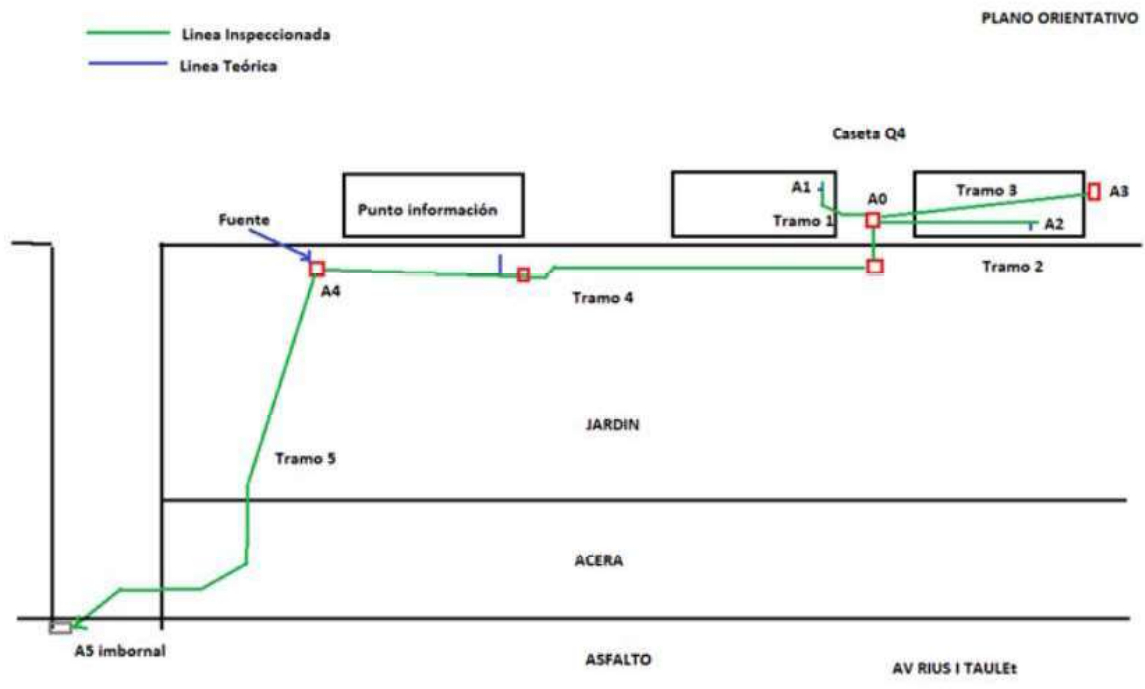 PLANO ORIENTATIVO
Linea Inspeccionada
Linea Teórica
Caseta Q4
A1
A0
Tramo 3
A3
Punto información
Tramo 1
A2
Fuente
Tramo 2
A4
Tramo 4
JARDIN
Tramo 5
ACERA
A5 imbornal
ASFALTO
AV RIUS I TAULEt